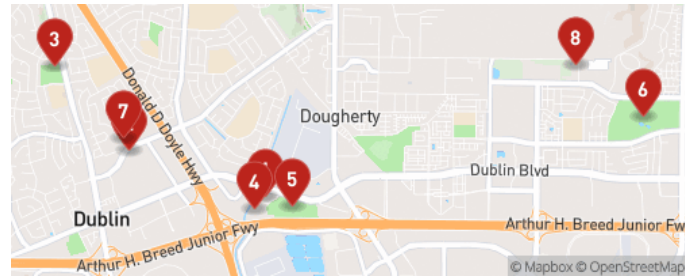 3
8
6
Donald D Doyle Hwy
7
Dougherty
4
5
Dublin Blvd
Dublin
Arthur H. Breed Junior Fwy
Arthur H. Breed Junior Fw
© Mapbox © OpenStreetMap